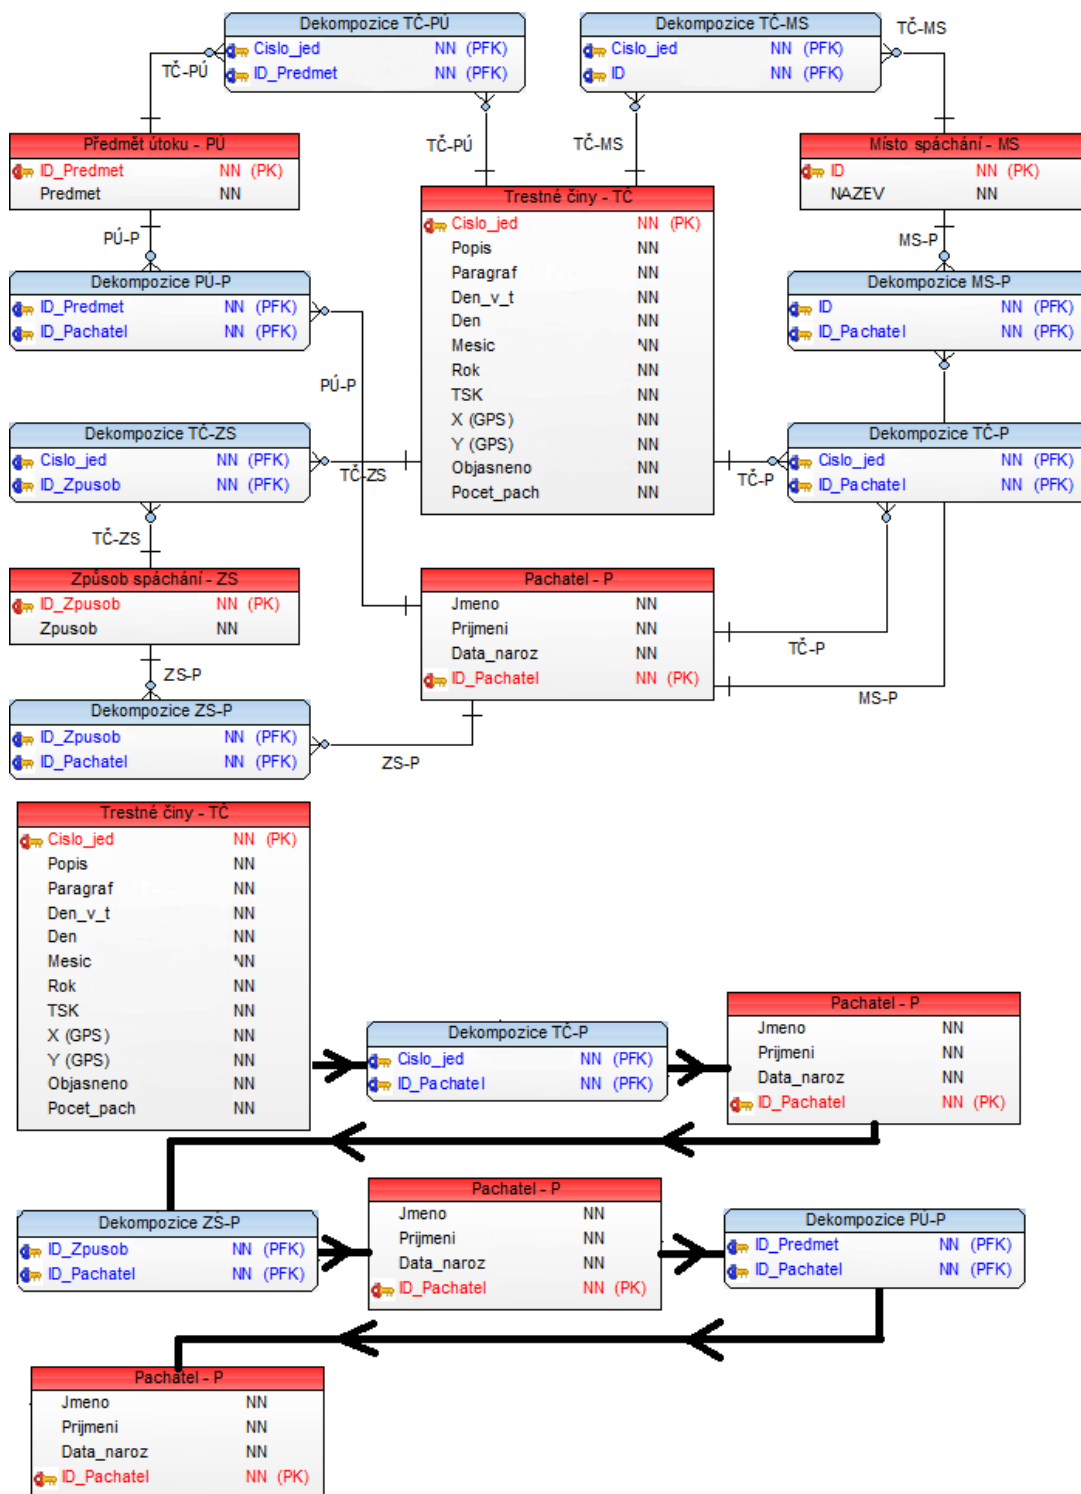 Dekompozice TČ-PÚ
Cislo_jed NN (PFK)
ID_Predmet NN (PFK)
Dekompozice TČ-MS
Cislo_jed NN (PFK)
ID NN (PFK)
TČ-MS
TČ-PÚ
TČ-PÚ
TČ-MS
Předmět útoku - PÚ
ID_Predmet NN (PK)
Predmet NN
Místo spáchání - MS
ID NN (PK)
NAZEV NN
Trestné činy - TČ
Cislo_jed NN (PK)
Popis NN
Paragraf NN
Den_v_t NN
Den NN
Mesic NN
Rok NN
TSK NN
X (GPS) NN
Y (GPS) NN
Objasneno NN
Pocet_pach NN
PÚ-P
MS-P
Dekompozice PÚ-P
ID_Predmet NN (PFK)
ID_Pachatel NN (PFK)
Dekompozice MS-P
ID NN (PFK)
ID_Pachatel NN (PFK)
PÚ-P
Dekompozice TČ-ZS
Cislo_jed NN (PFK)
ID_Zpusob NN (PFK)
TČ-ZS
TČ-P
Dekompozice TČ-P
Cislo_jed NN (PFK)
ID_Pachatel NN (PFK)
TČ-ZS
Způsob spáchání - ZS
ID_Zpusob NN (PK)
Zpusob NN
Pachatel - P
Jmeno NN
Prijmeni NN
Data_naroz NN
ID_Pachatel NN (PK)
TČ-P
MS-P
ZS-P
Dekompozice ZS-P
ID_Zpusob NN (PFK)
ID_Pachatel NN (PFK)
ZS-P
Trestné činy - TČ
Cislo_jed NN (PK)
Popis NN
Paragraf NN
Den_v_t NN
Den NN
Mesic NN
Rok NN
TSK NN
X (GPS) NN
Y (GPS) NN
Objasneno NN
Pocet_pach NN
Dekompozice TČ-P
Cislo_jed NN (PFK)
ID_Pachatel NN (PFK)
Pachatel - P
Jmeno NN
Prijmeni NN
Data_naroz NN
ID_Pachatel NN (PK)
Dekompozice ZŚ-P
ID_Zpusob NN (PFK)
ID_Pachatel NN (PFK)
Pachatel - P
Jmeno NN
Prijmeni NN
Data_naroz NN
ID_Pachatel NN (PK)
Dekompozice PÚ-P
ID_Predmet NN (PFK)
ID_Pachatel NN (PFK)
Pachatel - P
Jmeno NN
Prijmeni NN
Data_naroz NN
ID_Pachatel NN (PK)